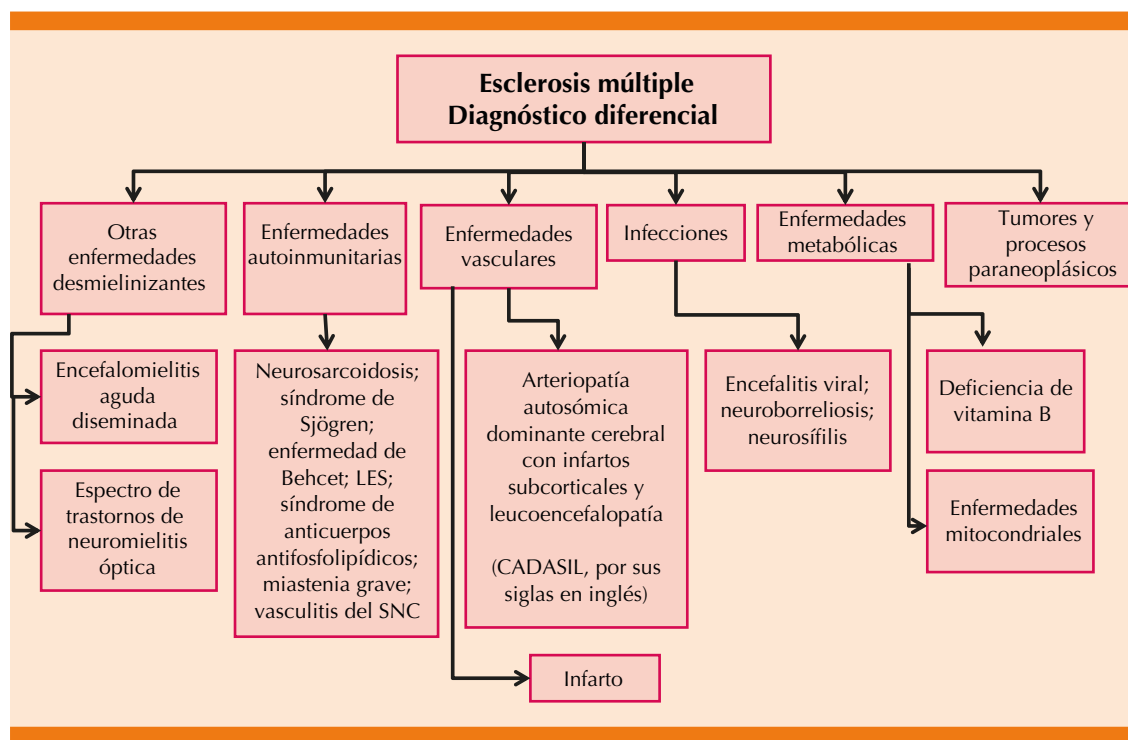 Esclerosis múltiple
Diagnóstico diferencial
Otras
enfermedades
desmielinizantes
Enfermedades
autoinmunitarias
Enfermedades
vasculares
Infecciones
Enfermedades
metabólicas
Tumores y
procesos
paraneoplásicos
Encefalomielitis
aguda
diseminada
Espectro de
trastornos de
neuromielitis
óptica
Neurosarcoidosis;
síndrome de
Sjögren;
enfermedad de
Behcet; LES;
síndrome de
anticuerpos
antifosfolipídicos;
miastenia grave;
vasculitis del SNC
Arteriopatía
autosómica
dominante cerebral
con infartos
subcorticales y
leucoencefalopatía
(CADASIL, por sus
siglas en inglés)
Infarto
Encefalitis viral;
neuroborreliosis;
neurosífilis
Deficiencia de
vitamina B
Enfermedades
mitocondriales